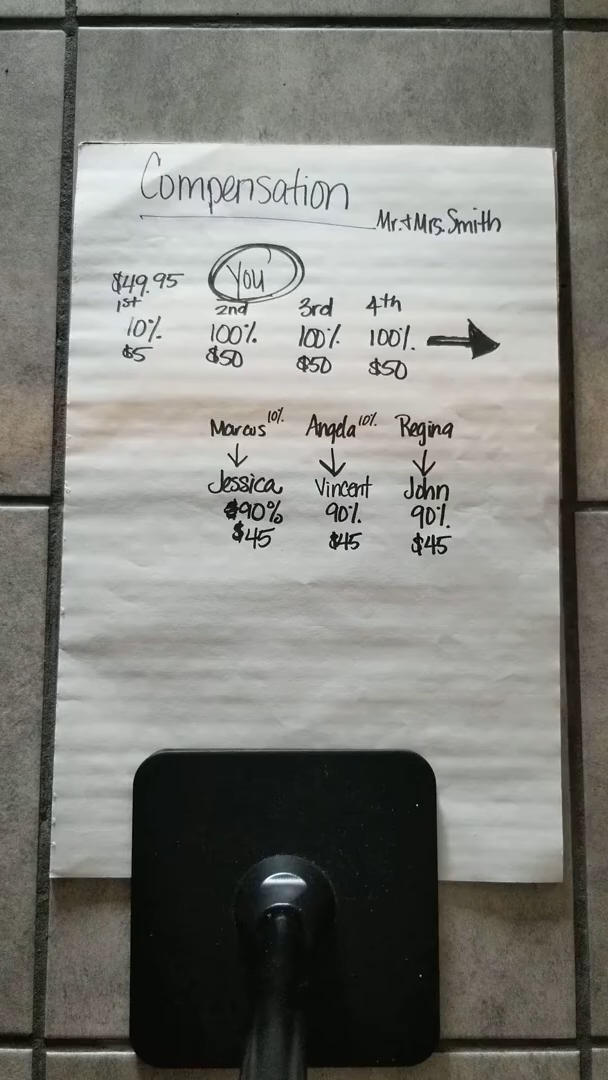 Compensation
Mr. + Mrs. Smith
$49.95 You
1st 2nd 3rd 4th
10% 100% 100% 100%.
$5 $50 $50 $50
Marcus 10% Angela 10% Regina
Jessica Vincent John
$90% 90% 90%
$45 $45 $45